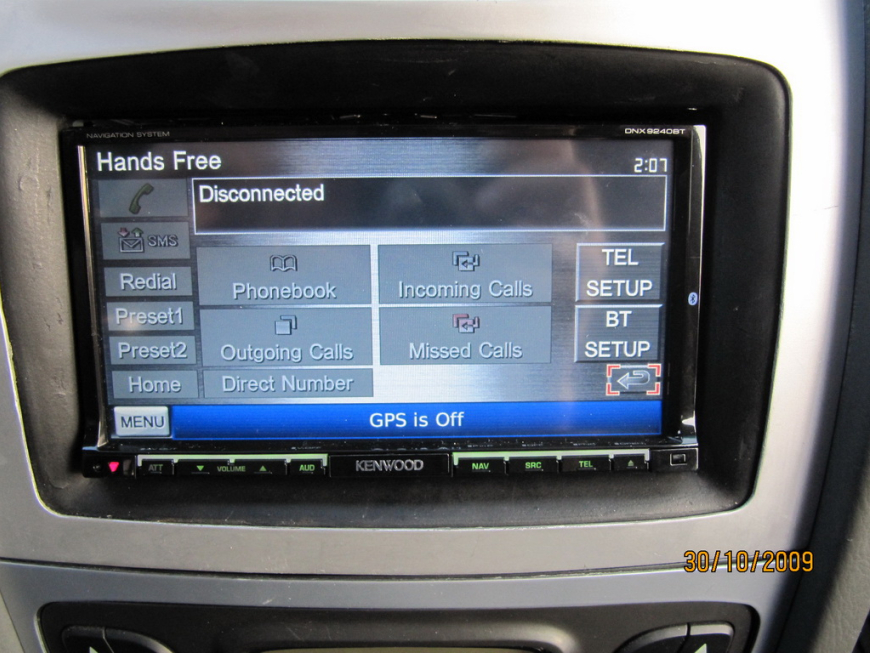 NAVIGATION SYSTEM
DNX9240BT
Hands Free
2:07
Disconnected
SMS
Redial
Preset1
Preset2
Home
Phonebook
Incoming Calls
Outgoing Calls
Missed Calls
Direct Number
TEL
SETUP
BT
SETUP
MENU
GPS is Off
ATT
VOLUME
AUD
KENWOOD
NAV
SRC
TEL
30/10/2009